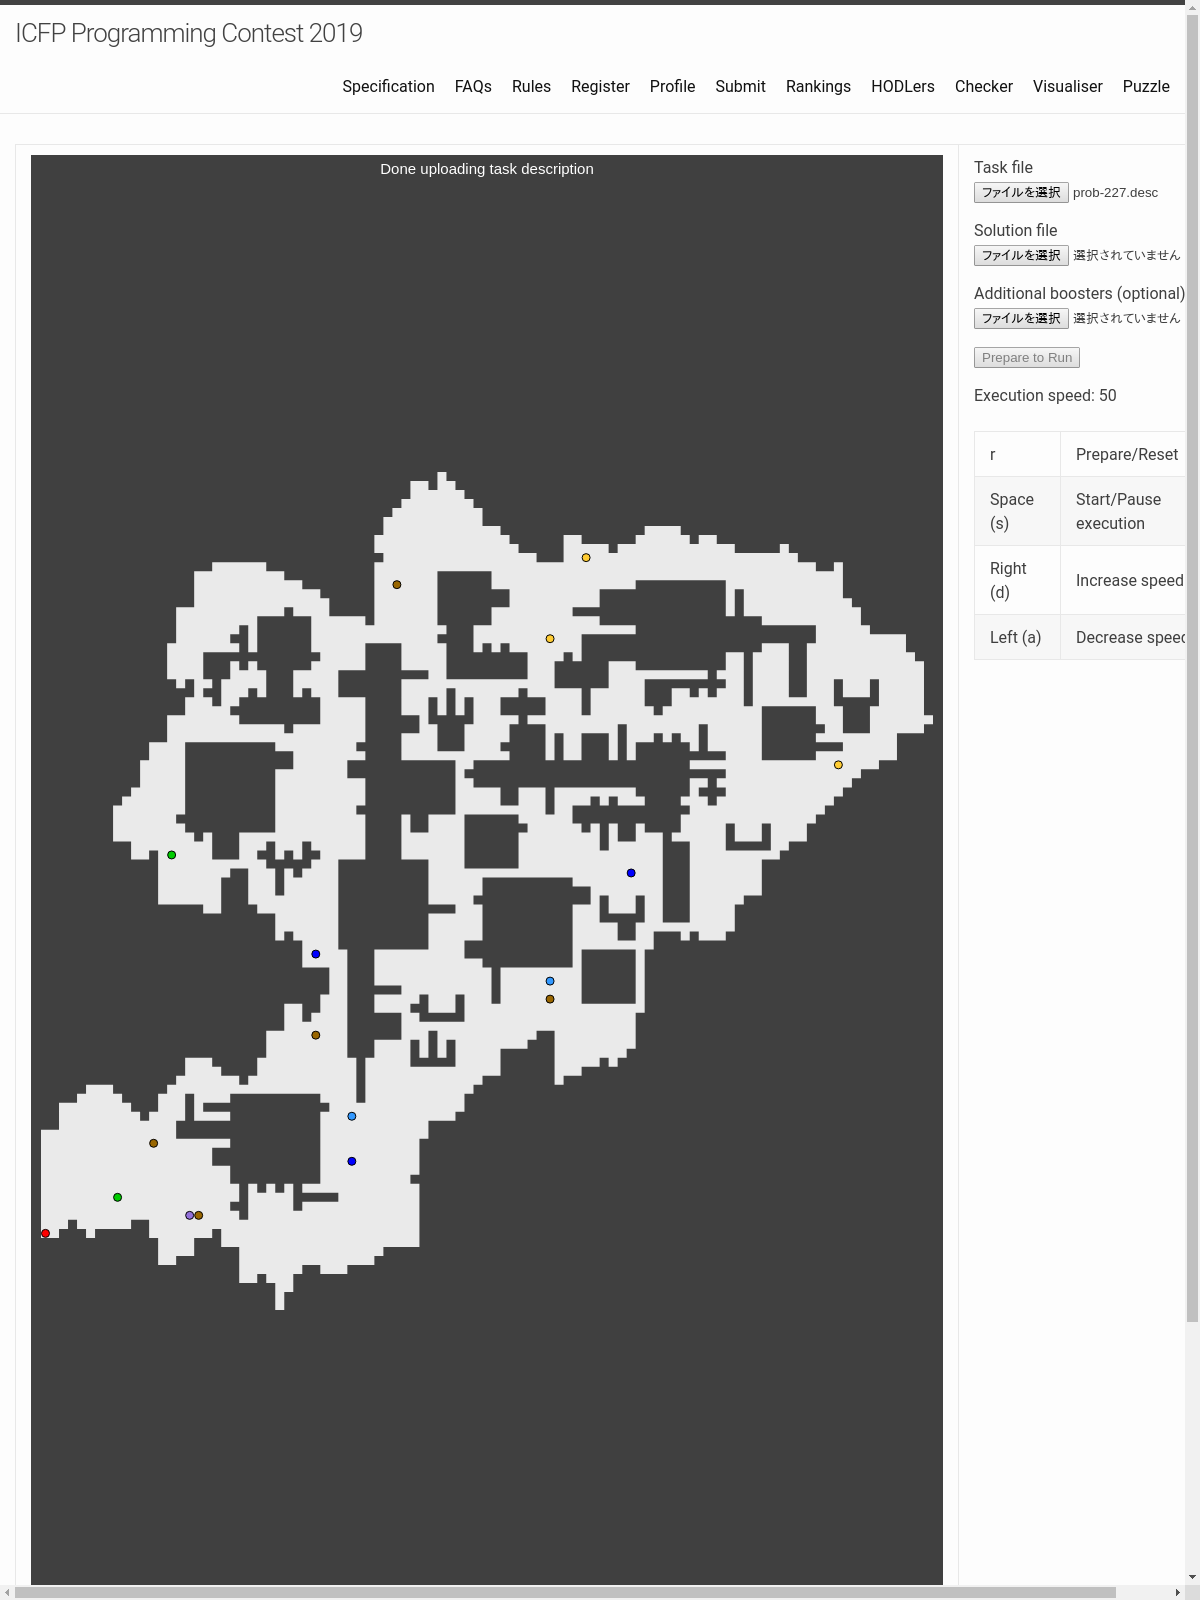 ICFP Programming Contest 2019
Specification FAQs Rules Register Profile Submit Rankings HODLers Checker Visualiser Puzzle
Done uploading task description
Task file
ファイルを選択 prob-227.desc
Solution file
ファイルを選択 選択されていません
Additional boosters (optional)
ファイルを選択 選択されていません
Prepare to Run
Execution speed: 50
r Prepare/Reset
Space Start/Pause
(s) execution
Right Increase speed
(d)
Left (a) Decrease speed